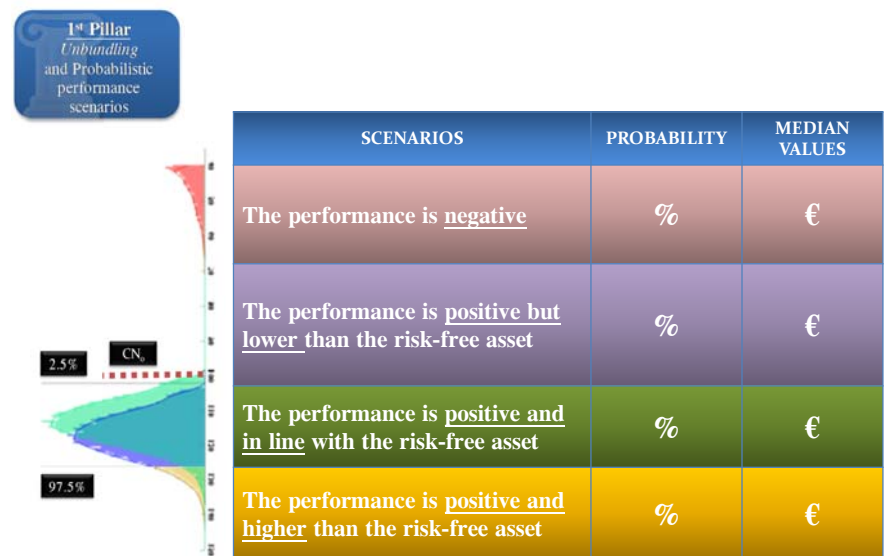 1st Pillar
Unbundling
and Probabilistic
performance
scenarios
SCENARIOS
PROBABILITY
MEDIAN
VALUES
The performance is negative
%
€
The performance is positive but
lower than the risk-free asset
%
€
The performance is positive and
in line with the risk-free asset
%
€
The performance is positive and
higher than the risk-free asset
%
€
2.5%
CN₀
97.5%